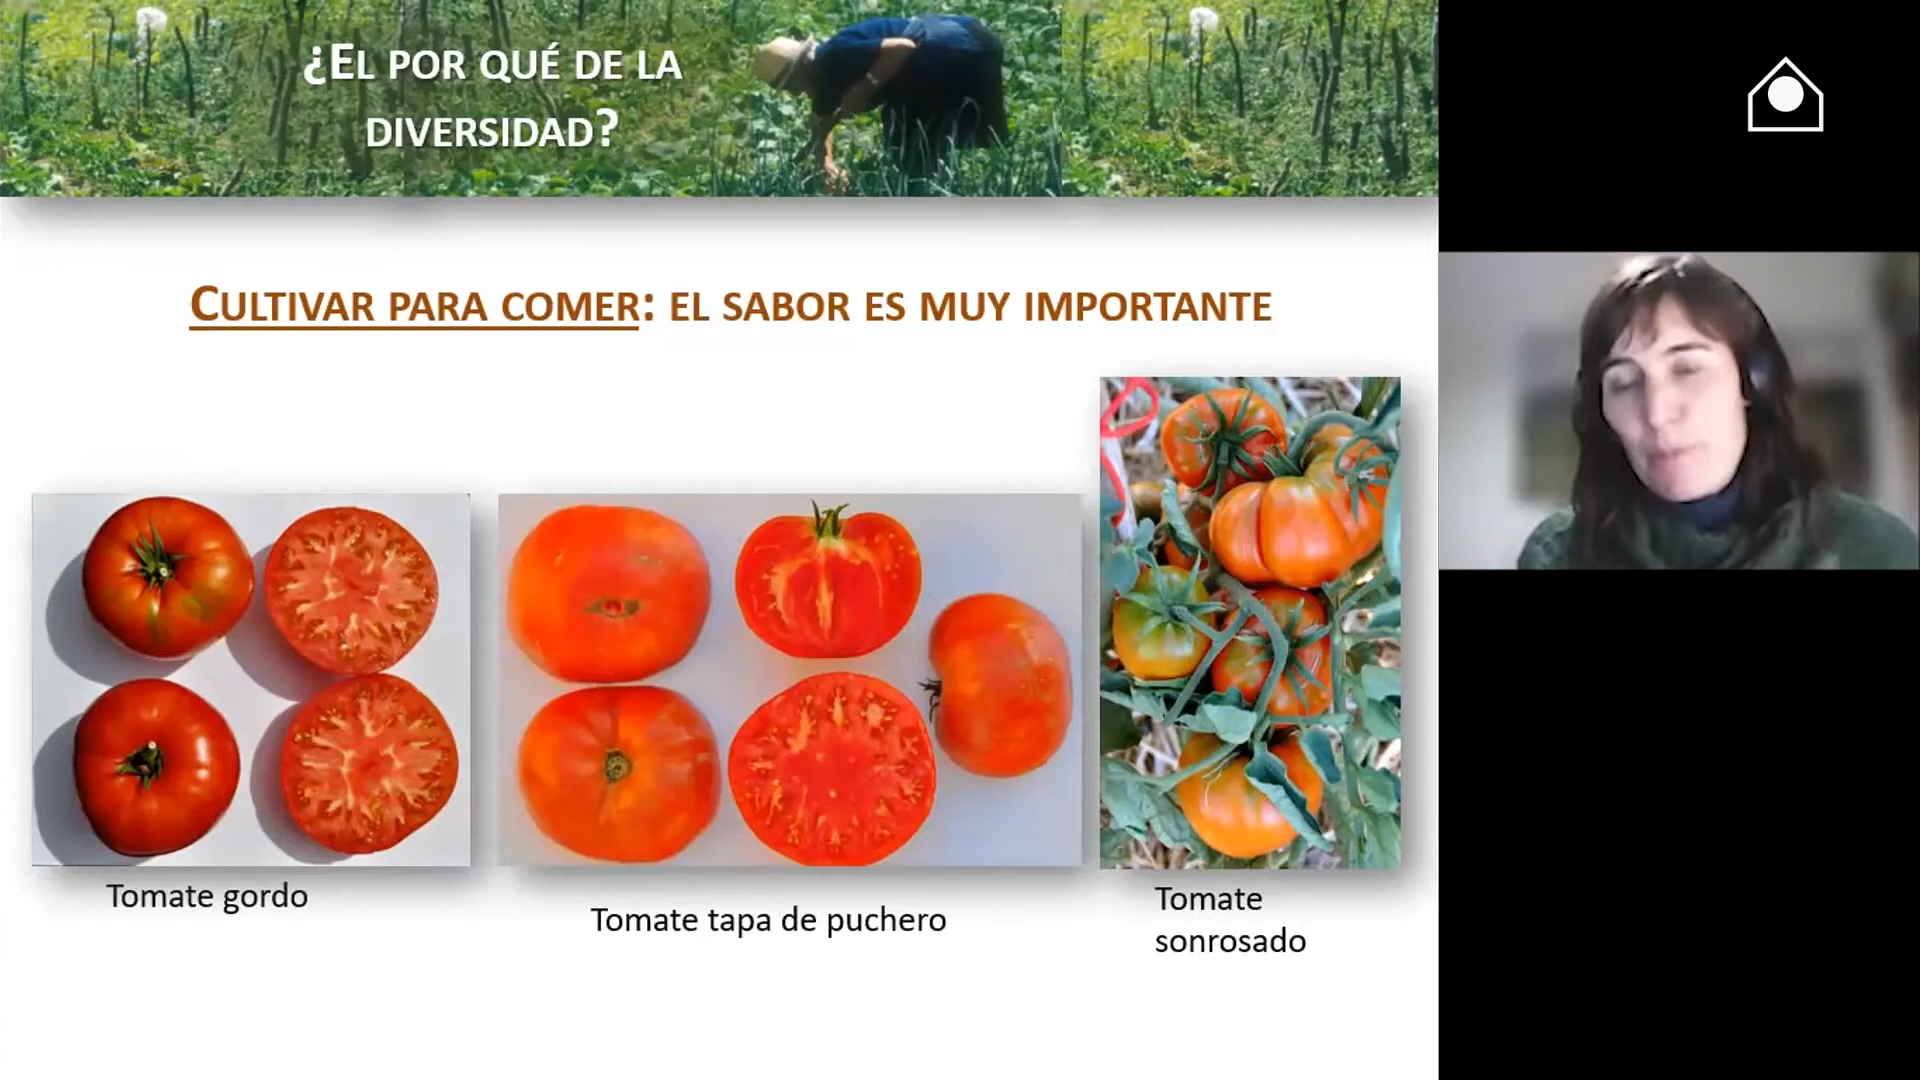 ¿El por qué de la
diversidad?
Cultivar para comer: el sabor es muy importante
Tomate gordo
Tomate tapa de puchero
Tomate
sonrosado